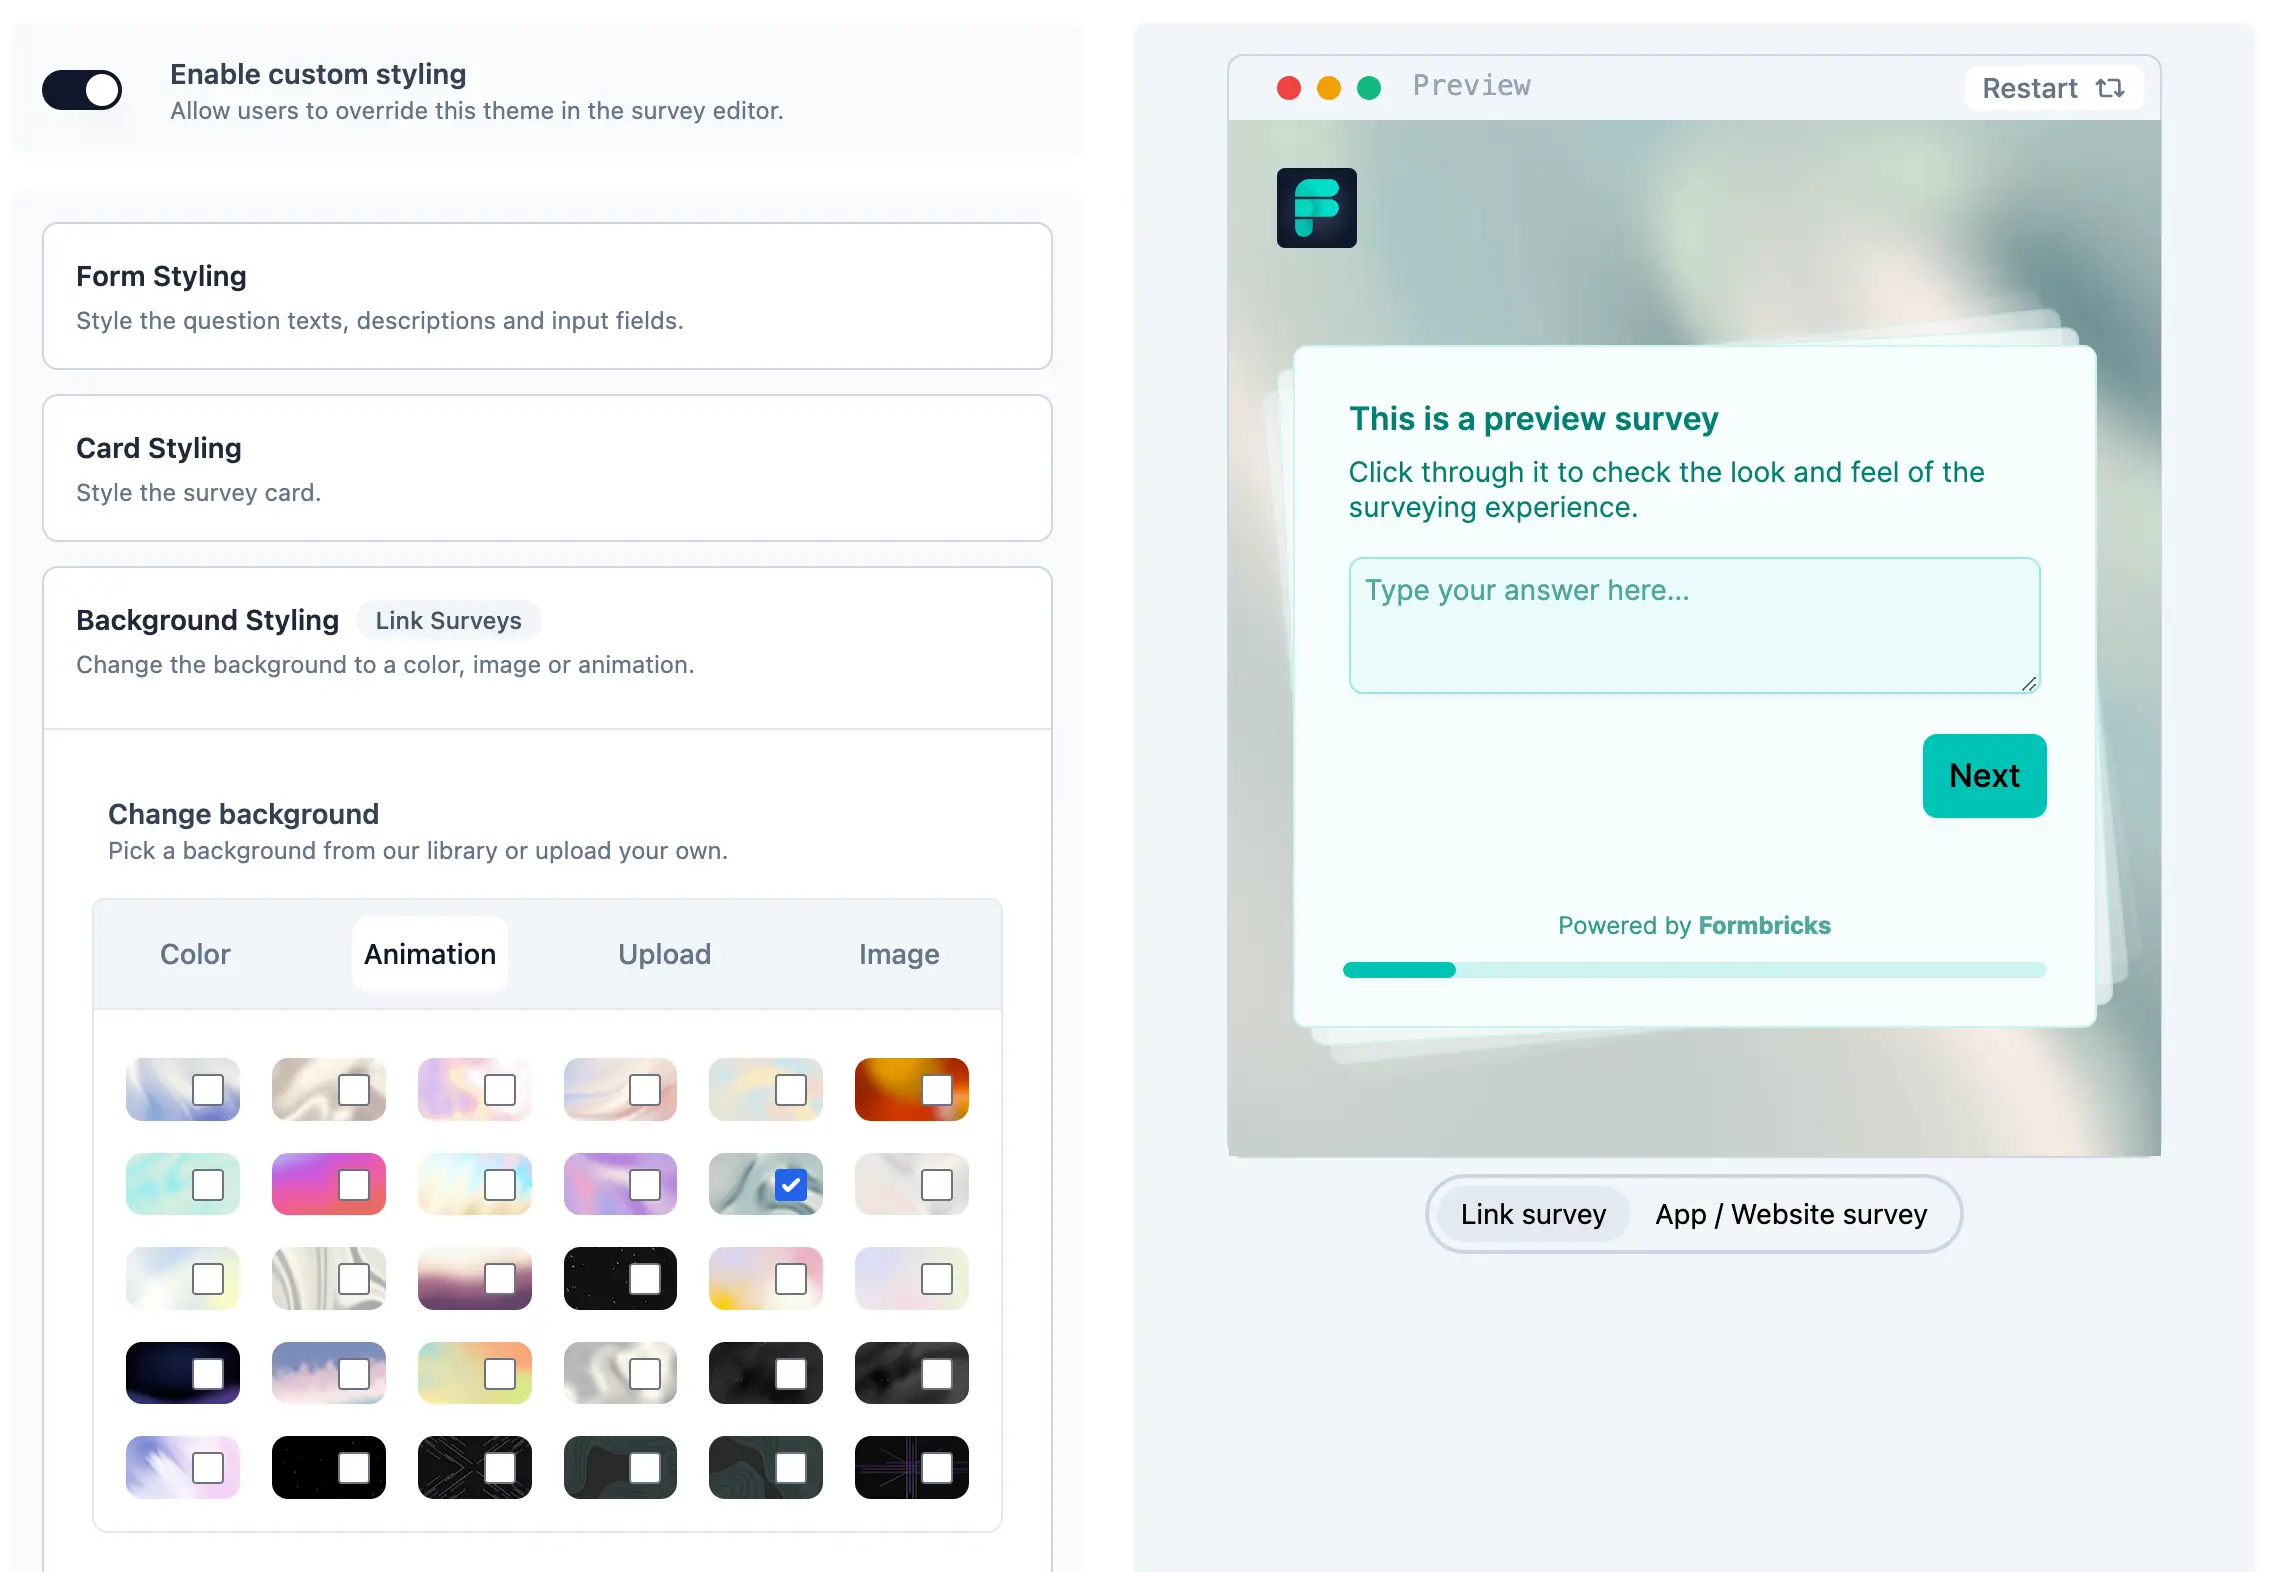 Enable custom styling
Allow users to override this theme in the survey editor.
Form Styling
Style the question texts, descriptions and input fields.
Card Styling
Style the survey card.
Background Styling Link Surveys
Change the background to a color, image or animation.
Change background
Pick a background from our library or upload your own.
Color Animation Upload Image
Preview
Restart
This is a preview survey
Click through it to check the look and feel of the
surveying experience.
Type your answer here...
Next
Powered by Formbricks
Link survey App / Website survey